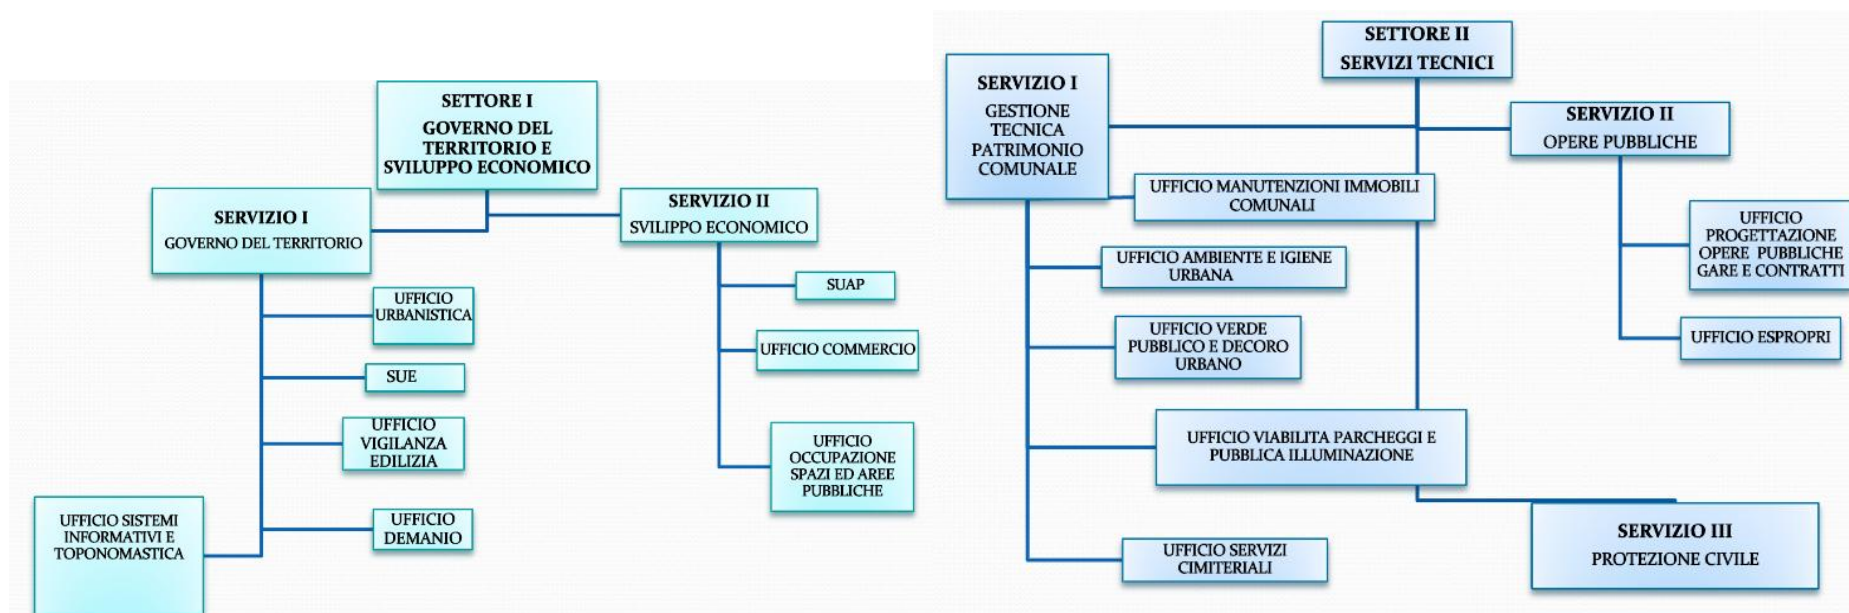 SETTORE I
GOVERNO DEL
TERRITORIO E
SVILUPPO ECONOMICO
SERVIZIO I
GOVERNO DEL TERRITORIO
SERVIZIO II
SVILIPPO ECONOMICO
UFFICIO
URBANISTICA
SUE
UFFICIO
VIGILANZA
EDILIZIA
UFFICIO
DEMANIO
UFFICIO SISTEMI
INFORMATIVI E
TOPONOMASTICA
SUAP
UFFICIO COMMERCIO
UFFICIO
OCCUPAZIONE
SPAZI ED AREE
PUBBLICHE
SETTORE II
SERVIZI TECNICI
SERVIZIO I
GESTIONE
TECNICA
PATRIMONIO
COMUNALE
SERVIZIO II
OPERE PUBBLICHE
UFFICIO MANUTENZIONI IMMOBILI
COMUNALI
UFFICIO AMBIENTE E IGIENE
URBANA
UFFICIO VERDE
PUBBLICO E DECORO
URBANO
UFFICIO VIABILITA PARCHEGGI E
PUBBLICA ILLUMINAZIONE
UFFICIO SERVIZI
CIMITERIALI
UFFICIO
PROGETTAZIONE
OPERE PUBBLICHE
GARE E CONTRATTI
UFFICIO ESPROPRI
SERVIZIO III
PROTEZIONE CIVILE